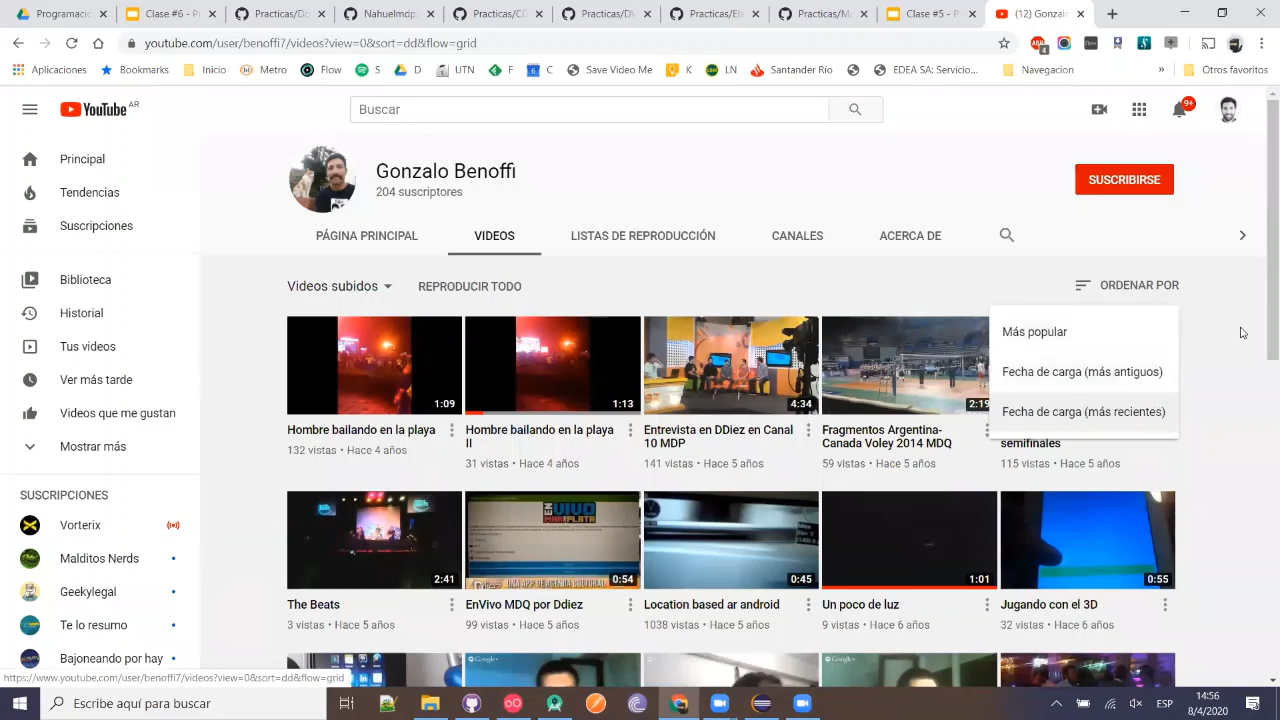 Programa
Clase #6 - P
Practicas/
Nahuelmdp
Practicas/C
Practicas/D
Practicas/
Practicas/M
Clase #5 - P
(12) Gonzalo
youtube.com/user/benoffi7/videos?view=0&sort=dd&flow=grid
Aplicaciones
Bookmarks
Inicio
Metro
Flow
S
D
UTN
F
C
Save Video Me
K
LN
Santander Río
EDEA SA: Servicio...
Navegacion
»
Otros favoritos
YouTube AR
Buscar
9+
Principal
Tendencias
Suscripciones
Biblioteca
Historial
Tus videos
Ver más tarde
Videos que me gustan
Mostrar más
SUSCRIPCIONES
Vorterix
Malditos Nerds
Geekylegal
Te lo resumo
Bajoneando por hay
Gonzalo Benoffi
204 suscriptores
SUSCRIBIRSE
PÁGINA PRINCIPAL
VIDEOS
LISTAS DE REPRODUCCIÓN
CANALES
ACERCA DE
Videos subidos
REPRODUCIR TODO
ORDENAR POR
Más popular
Fecha de carga (más antiguos)
Fecha de carga (más recientes)
1:09
1:13
4:34
2:19
Hombre bailando en la playa
132 vistas • Hace 4 años
Hombre bailando en la playa
II
31 vistas • Hace 4 años
Entrevista en DDiez en Canal
10 MDP
141 vistas • Hace 5 años
Fragmentos Argentina-
Canada Voley 2014 MDQ
59 vistas • Hace 5 años
semifinales
115 vistas • Hace 5 años
2:41
VIVO
UNA APP DE AGENDA CULTURAL
0:54
0:45
1:01
0:55
The Beats
3 vistas • Hace 5 años
EnVivo MDQ por Ddiez
99 vistas • Hace 5 años
Location based ar android
1038 vistas • Hace 5 años
Un poco de luz
9 vistas • Hace 6 años
Jugando con el 3D
32 vistas • Hace 6 años
Google+
Google+
https://www.youtube.com/user/benoffi7/videos?view=0&sort=dd&flow=grid
Escribe aquí para buscar
ESP
14:56
8/4/2020